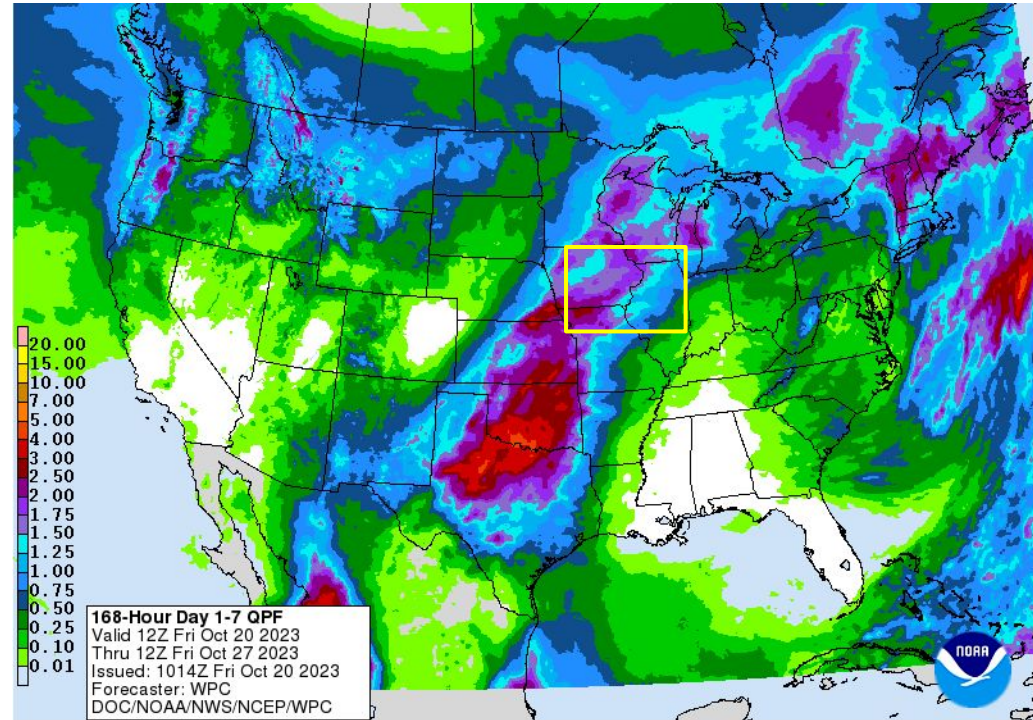 20.00
15.00
10.00
7.00
5.00
4.00
3.00
2.50
2.00
1.75
1.50
1.25
1.00
0.75
0.50
0.25
0.10
0.01
168-Hour Day 1-7 QPF
Valid 12Z Fri Oct 20 2023
Thru 12Z Fri Oct 27 2023
Issued: 1014Z Fri Oct 20 2023
Forecaster: WPC
DOC/NOAA/NWS/NCEP/WPC
NOAA